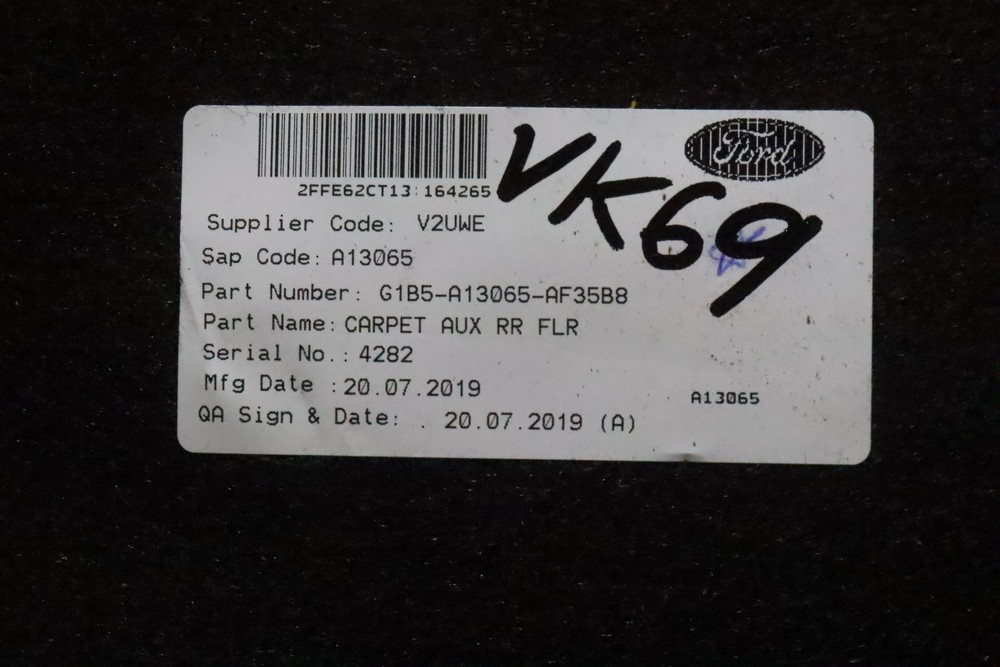 Ford
VK69
2FFE62CT13:164265
Supplier Code: V2UWE
Sap Code: A13065
Part Number: G1B5-A13065-AF35B8
Part Name: CARPET AUX RR FLR
Serial No.: 4282
Mfg Date :20.07.2019
A13065
QA Sign & Date: . 20.07.2019 (A)